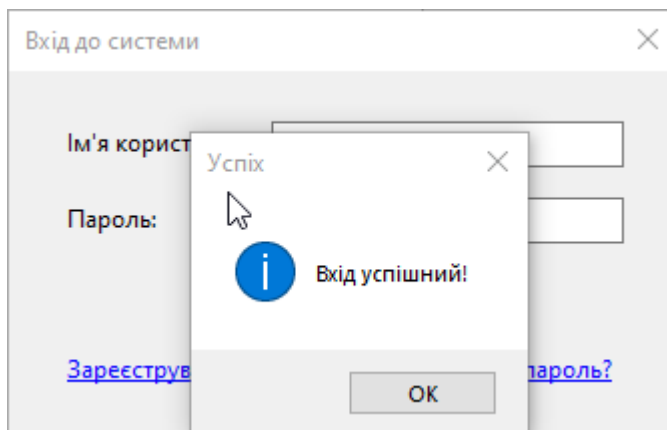 Вхід до системи
Ім'я корист
Успіх
Пароль:
Вхід успішний!
Зареєструв
пароль?
OK